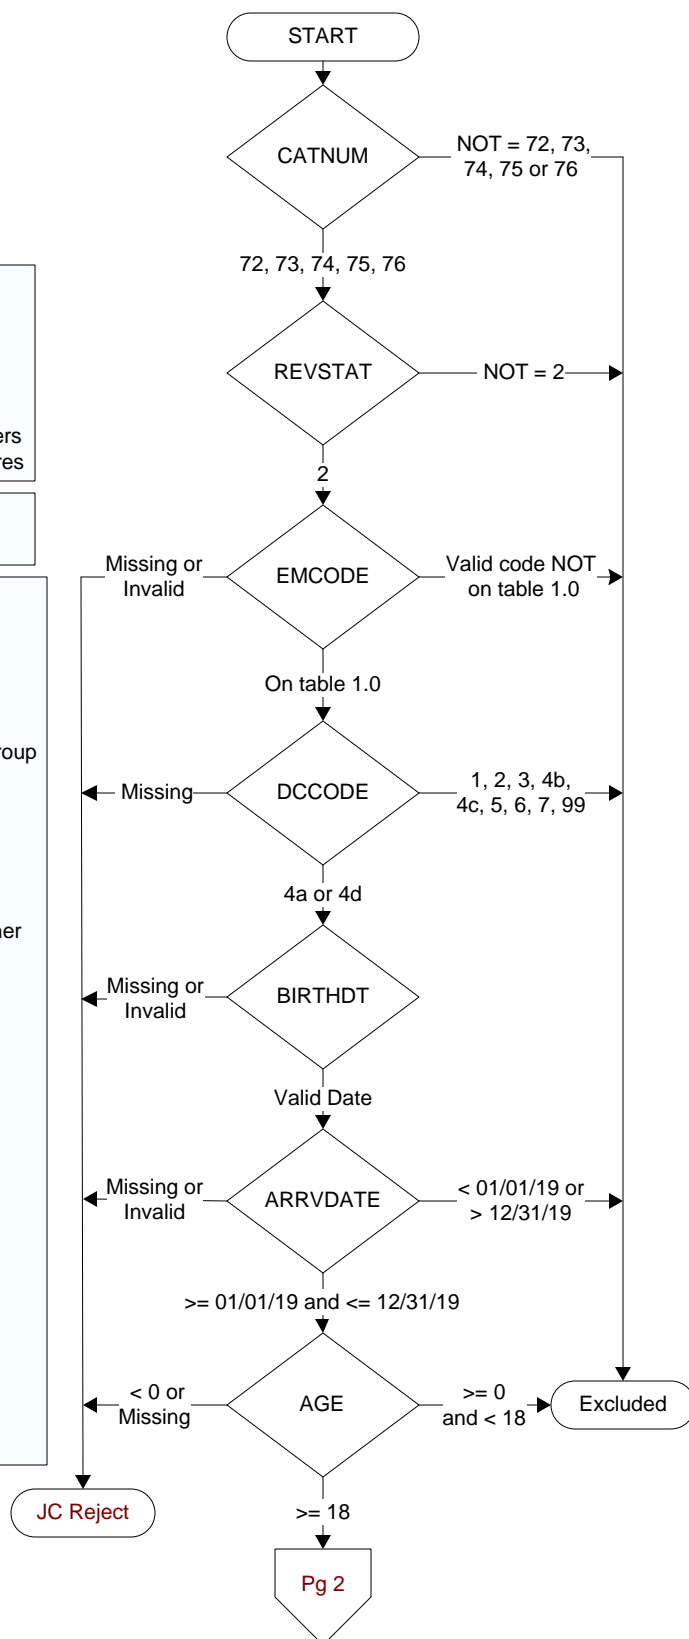 START
CATNUM
NOT = 72, 73,
74, 75 or 76
72, 73, 74, 75, 76
REVSTAT
NOT = 2
ers
res
2
Missing or
Invalid
EMCODE
Valid code NOT
on table 1.0
On table 1.0
roup
Missing
DCCODE
1, 2, 3, 4b,
4c, 5, 6, 7, 99
4a or 4d
ner
Missing or
Invalid
BIRTHDT
Valid Date
Missing or
Invalid
ARRVDATE
< 01/01/19 or
> 12/31/19
>= 01/01/19 and <= 12/31/19
< 0 or
Missing
AGE
>= 0
and < 18
Excluded
JC Reject
>= 18
Pg 2